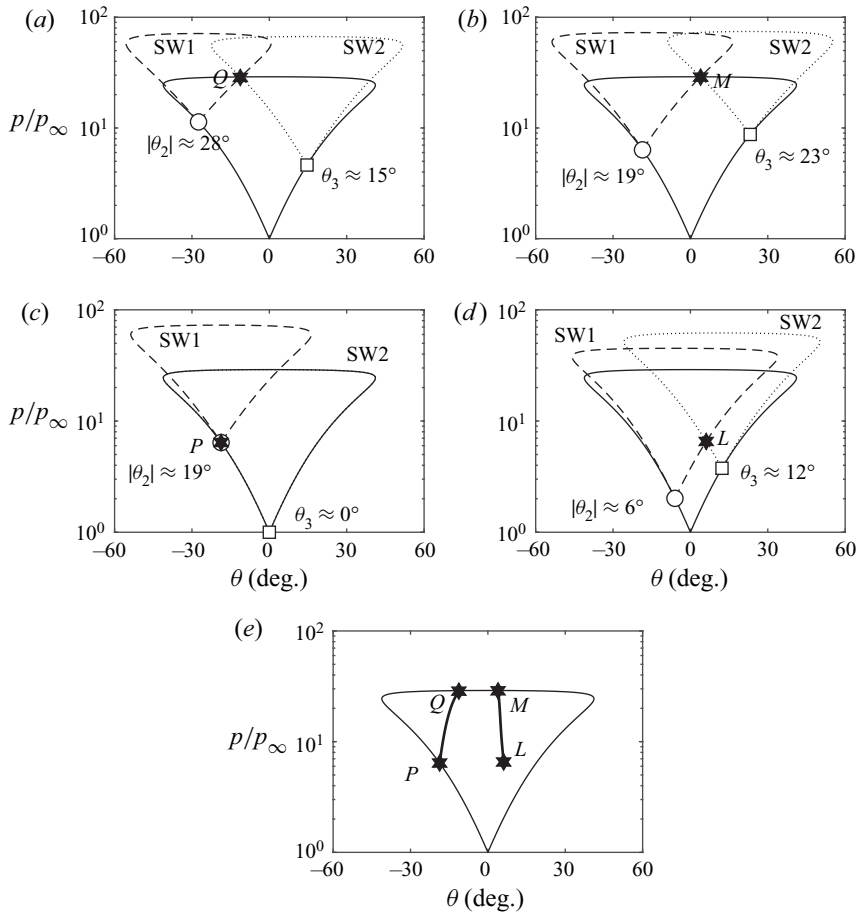 (a)
10²
SW1
SW2
Q
10¹
p/p∞
|θ₂| ≈ 28°
θ₃ ≈ 15°
10⁰
–60
–30
0
30
60
(b)
10²
SW1
SW2
M
10¹
|θ₂| ≈ 19°
θ₃ ≈ 23°
10⁰
–60
–30
0
30
60
(c)
10²
SW1
SW2
10¹
p/p∞
P
|θ₂| ≈ 19°
θ₃ ≈ 0°
10⁰
–60
–30
0
30
60
θ (deg.)
(d)
10²
SW1
SW2
10¹
L
θ₃ ≈ 12°
|θ₂| ≈ 6°
10⁰
–60
–30
0
30
60
θ (deg.)
(e)
10²
Q
M
10¹
p/p∞
P
L
10⁰
–60
–30
0
30
60
θ (deg.)